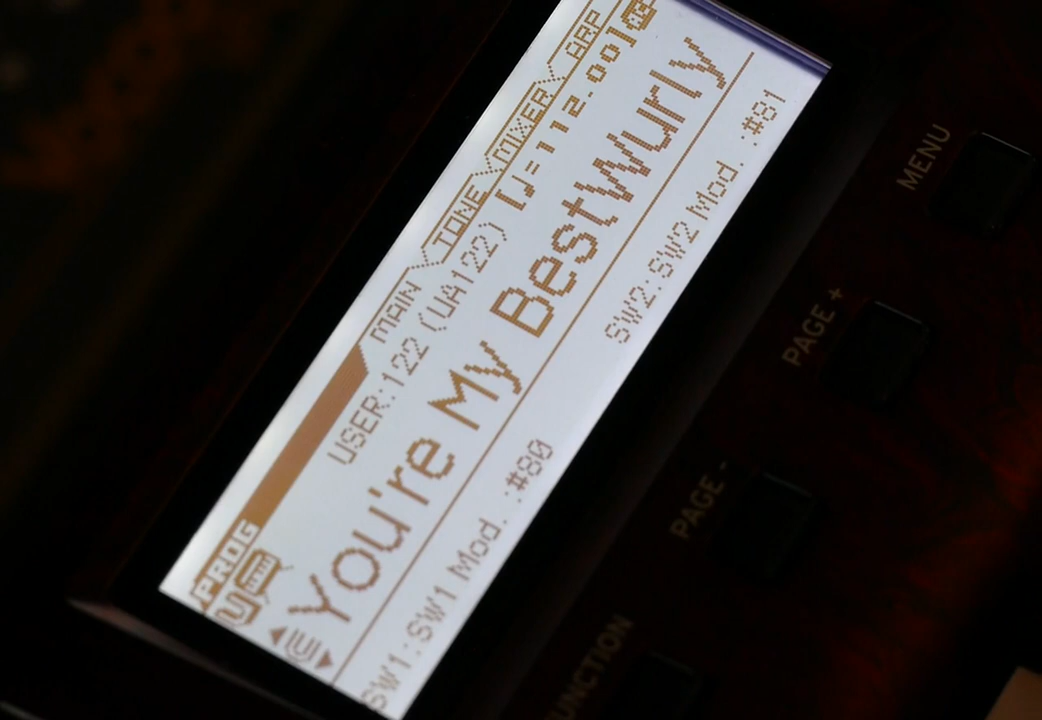 PROG MAIN TONE MIXER ARP
U USER:122 (UA122) [♩=112.00]
You're My BestWurly
SW1:SW1 Mod. :#80 SW2:SW2 Mod. :#81
MENU
PAGE +
PAGE -
FUNCTION